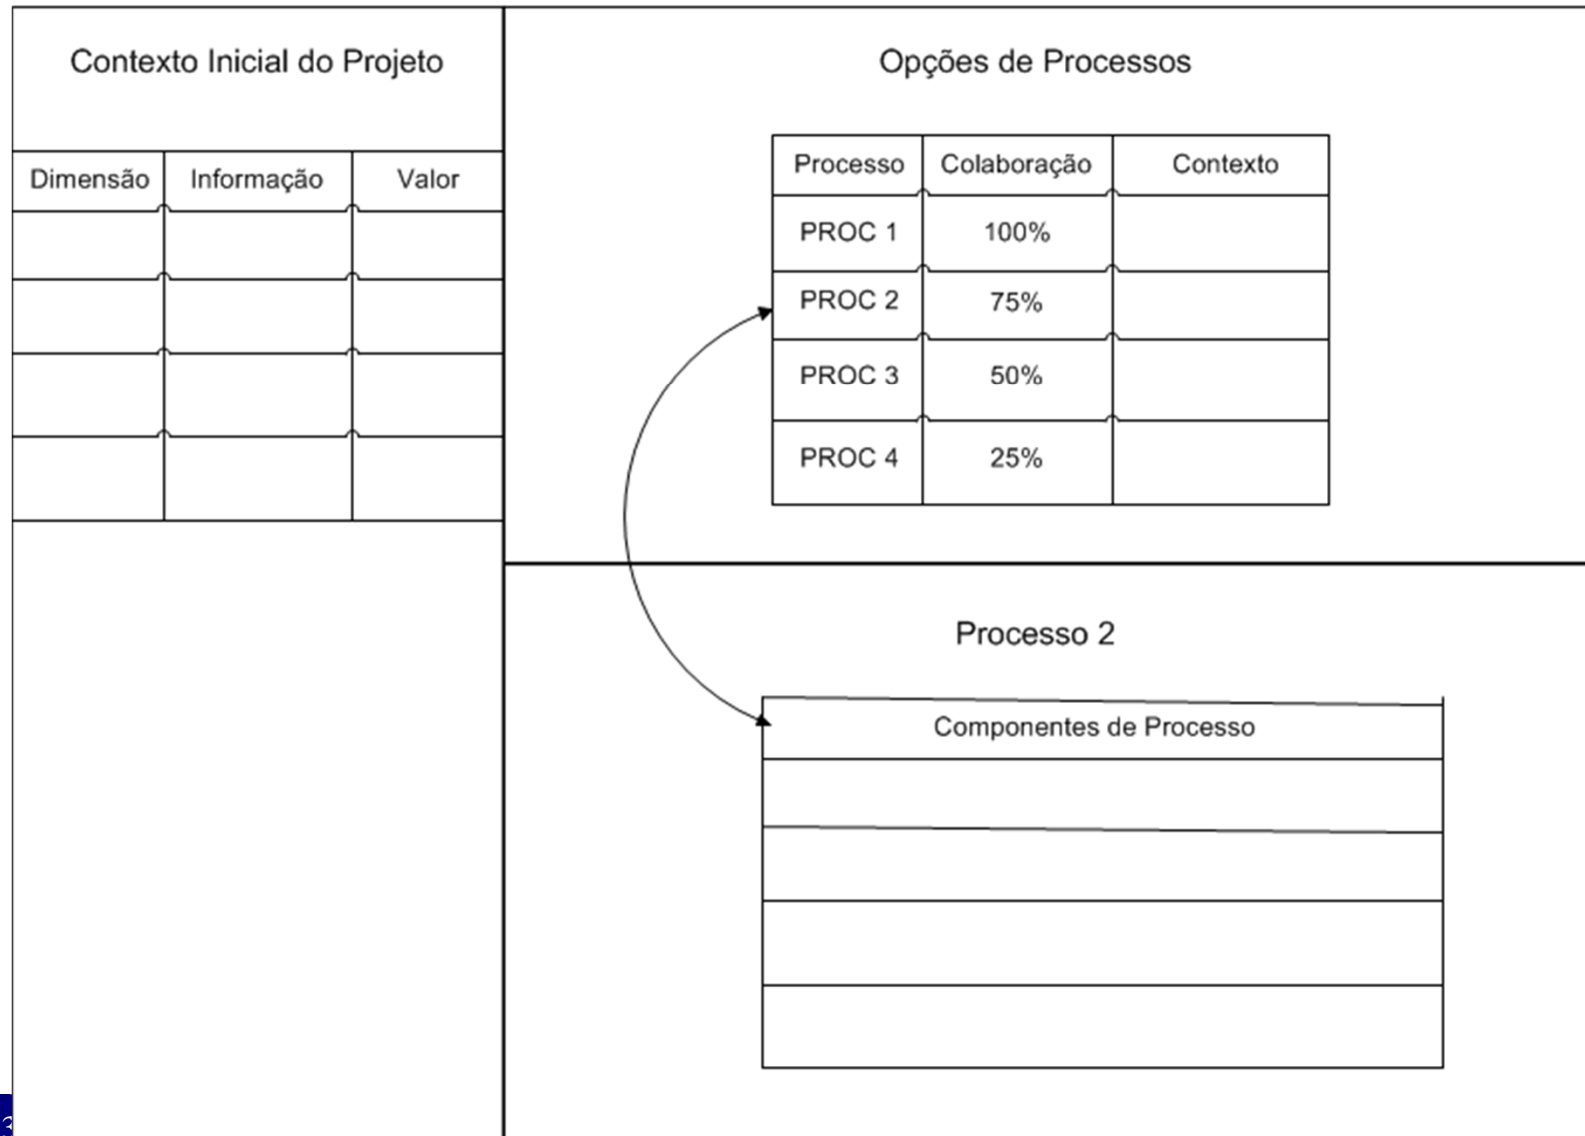 Contexto Inicial do Projeto
Dimensão Informação Valor
Opções de Processos
Processo Colaboração Contexto
PROC 1 100%
PROC 2 75%
PROC 3 50%
PROC 4 25%
Processo 2
Componentes de Processo